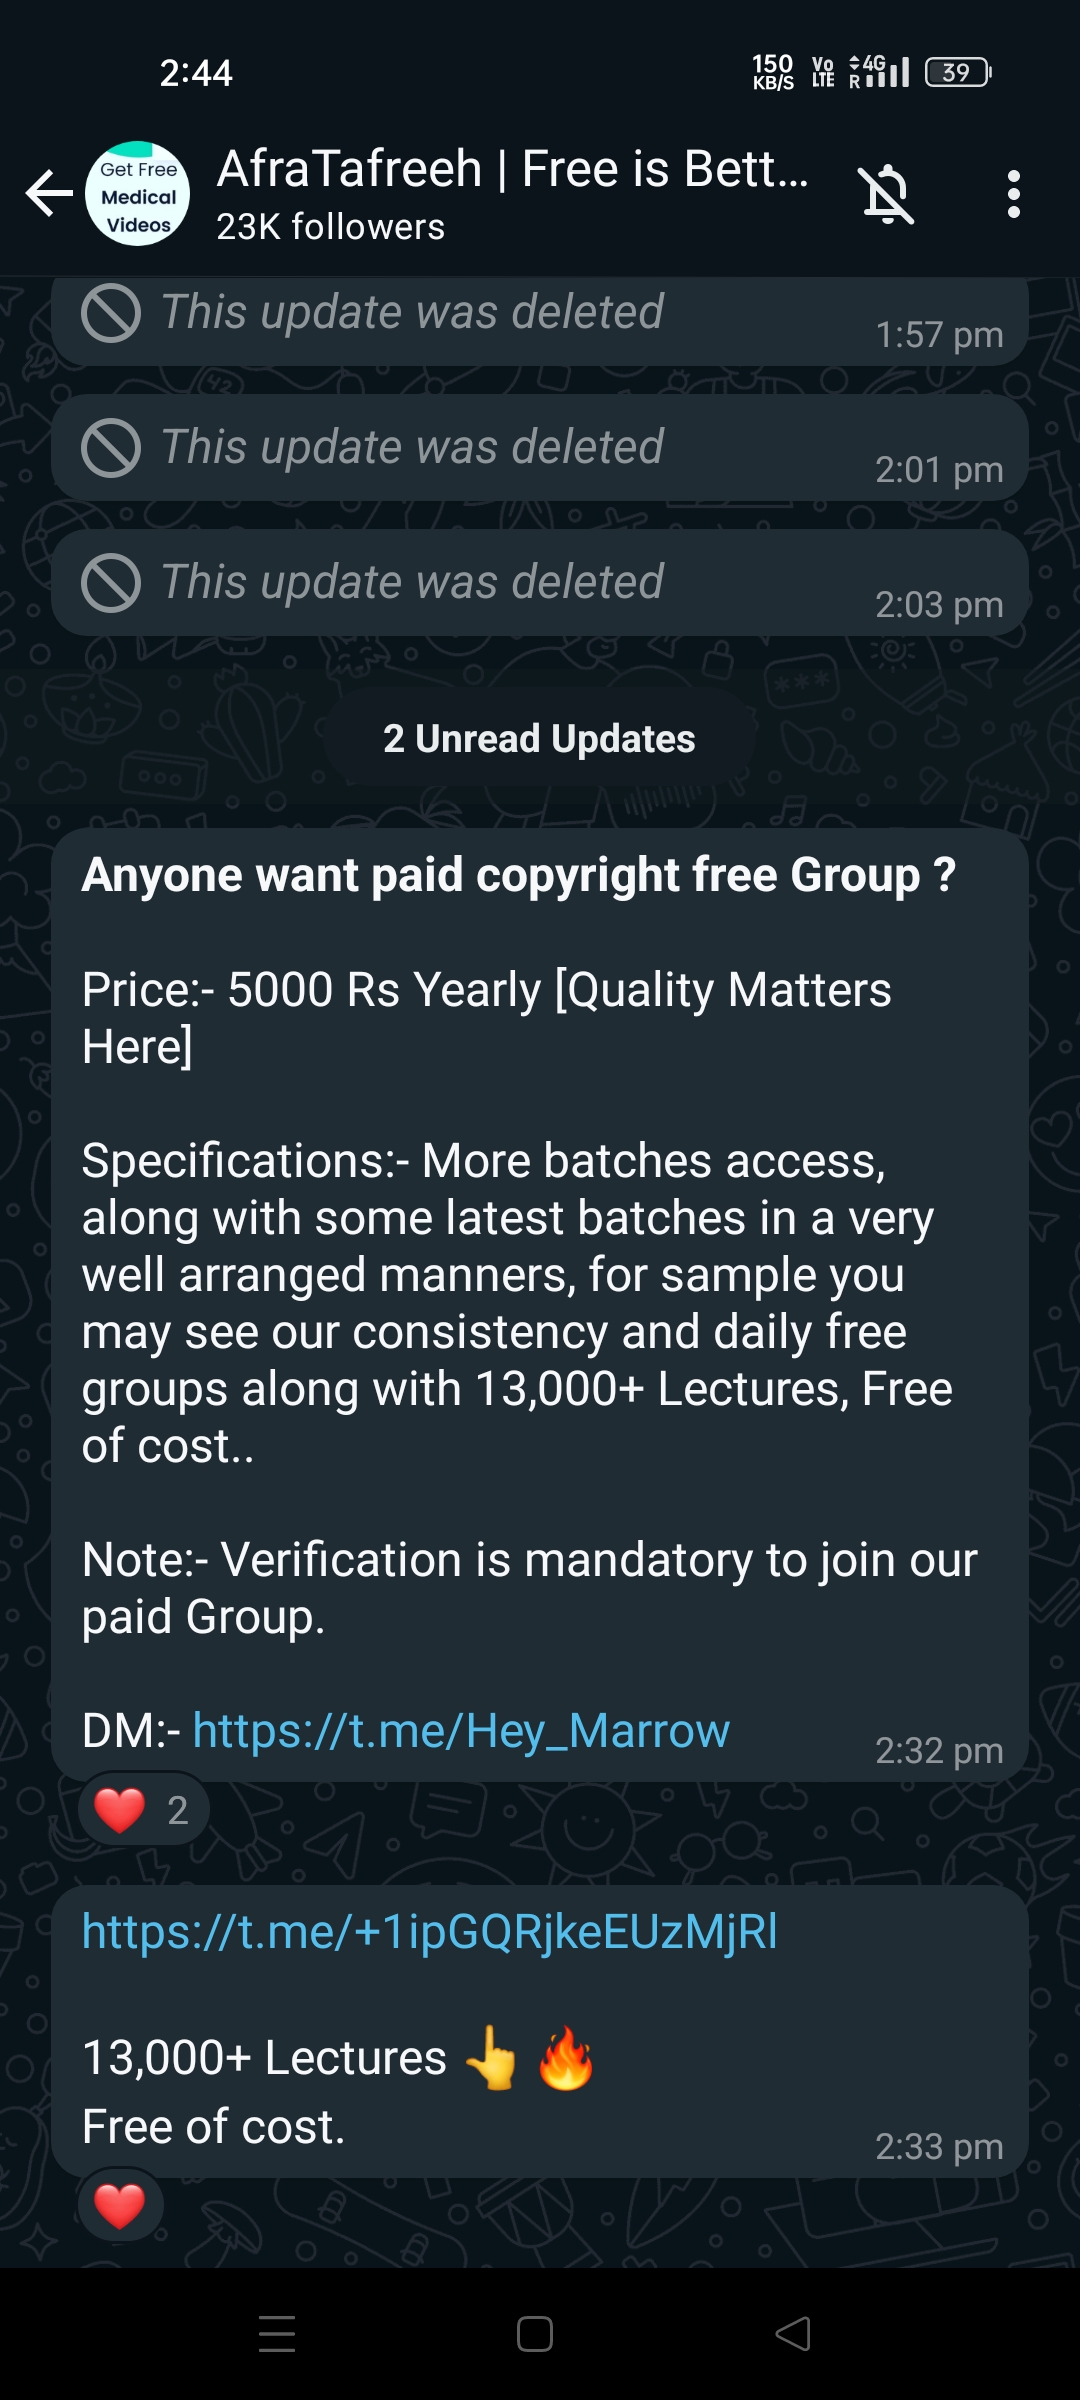 2:44
150 KB/S Vo LTE 4G R 39
Get Free
Medical
Videos
AfraTafreeh | Free is Bett...
23K followers
This update was deleted
1:57 pm
This update was deleted
2:01 pm
This update was deleted
2:03 pm
2 Unread Updates
Anyone want paid copyright free Group ?
Price:- 5000 Rs Yearly [Quality Matters
Here]
Specifications:- More batches access,
along with some latest batches in a very
well arranged manners, for sample you
may see our consistency and daily free
groups along with 13,000+ Lectures, Free
of cost..
Note:- Verification is mandatory to join our
paid Group.
DM:- https://t.me/Hey_Marrow
2:32 pm
❤️ 2
https://t.me/+1ipGQRjkeEUzMjRl
13,000+ Lectures 👆 🔥
Free of cost.
2:33 pm
❤️